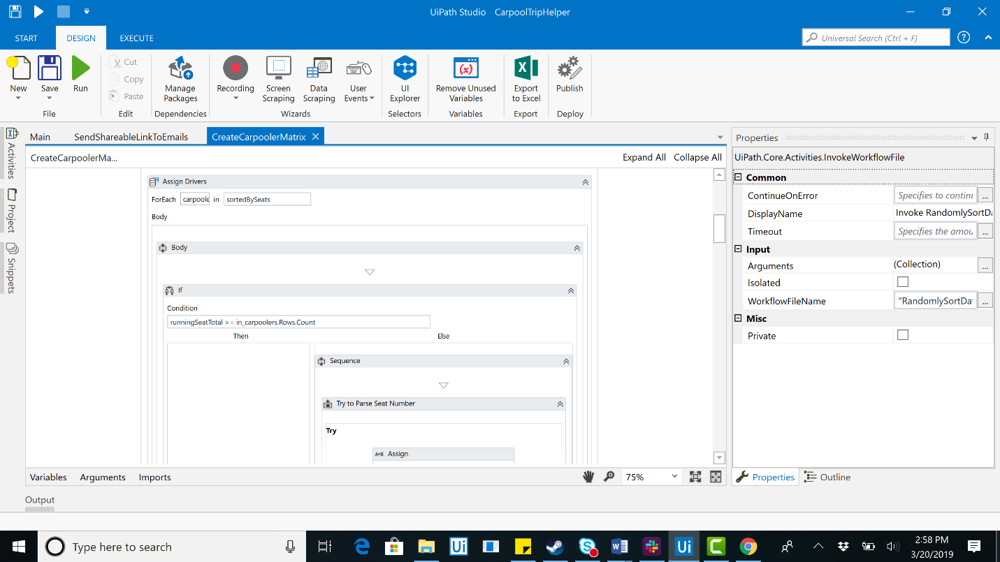 UiPath Studio - CarpoolTripHelper
START
DESIGN
EXECUTE
Universal Search (Ctrl + F)
New
Save
Run
File
Cut
Copy
Paste
Edit
Manage
Packages
Dependencies
Recording
Screen
Scraping
Data
Scraping
User
Events
Wizards
UI
Explorer
Selectors
Remove Unused
Variables
Variables
Export
to Excel
Export
Publish
Deploy
Activities
Project
Snippets
Main
SendShareableLinkToEmails
CreateCarpoolerMatrix
CreateCarpoolerMa...
Expand All
Collapse All
Assign Drivers
ForEach
carpoole
in
sortedBySeats
Body
Body
If
Condition
runningSeatTotal >= in_carpoolers.Rows.Count
Then
Else
Sequence
Try to Parse Seat Number
Try
A+B Assign
Variables
Arguments
Imports
75%
Output
Properties
UiPath.Core.Activities.InvokeWorkflowFile
Common
ContinueOnError
Specifies to continu
...
DisplayName
Invoke RandomlySortDa
Timeout
Specifies the amou
...
Input
Arguments
(Collection)
...
Isolated
WorkflowFileName
"RandomlySortDa
...
Misc
Private
Properties
Outline
Type here to search
Ui
Ui
2:58 PM
3/20/2019